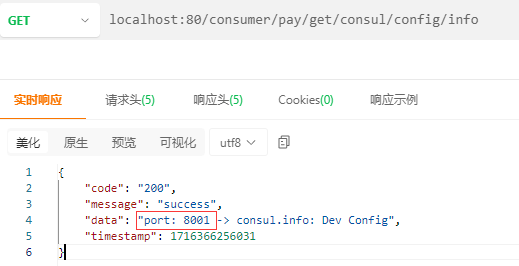 GET localhost:80/consumer/pay/get/consul/config/info
实时响应 请求头(5) 响应头(5) Cookies(0) 响应示例
美化 原生 预览 可视化 utf8
1 {
2 "code": "200",
3 "message": "success",
4 "data": "port: 8001 -> consul.info: Dev Config",
5 "timestamp": 1716366256031
6 }